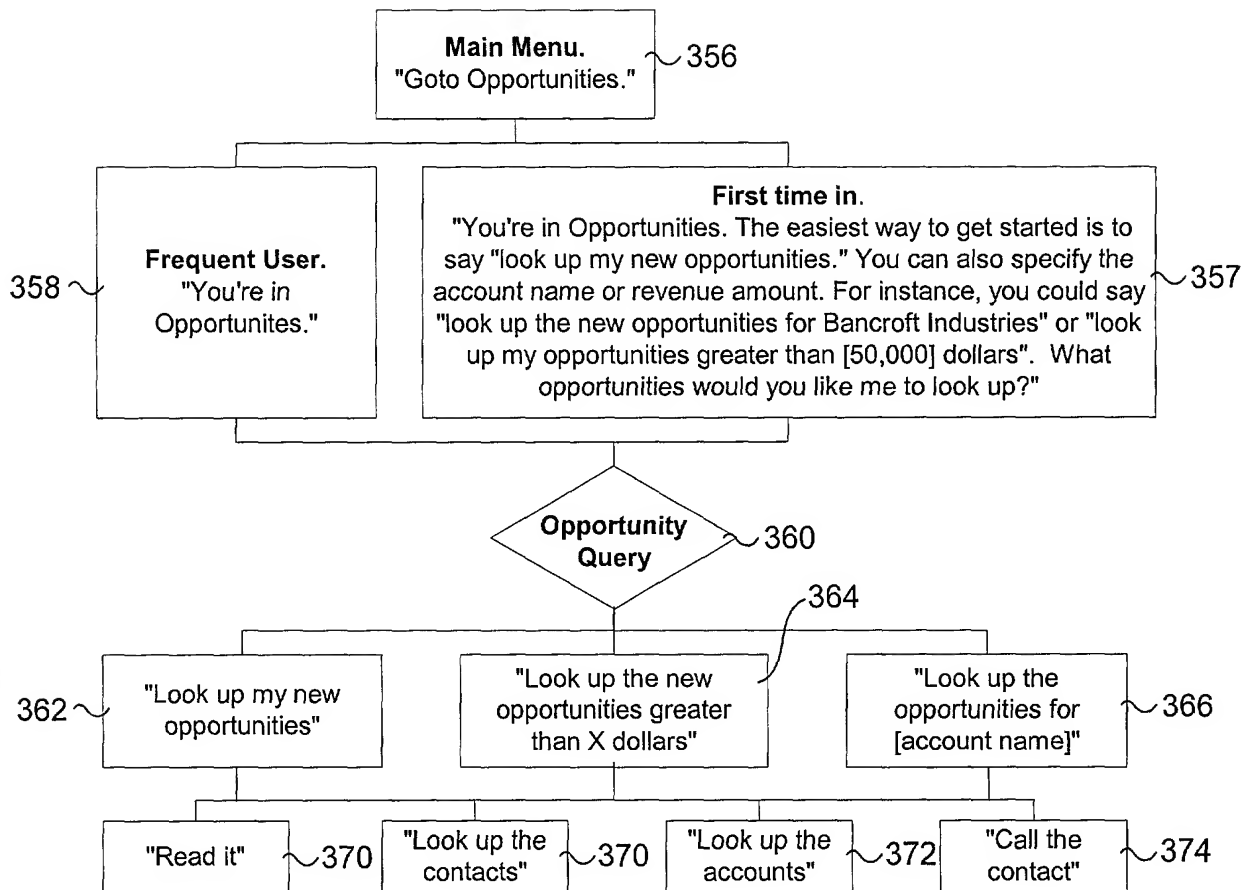 Main Menu.
"Goto Opportunities."
356
Frequent User.
"You're in
Opportunites."
358
First time in.
"You're in Opportunities. The easiest way to get started is to
say "look up my new opportunities." You can also specify the
account name or revenue amount. For instance, you could say
"look up the new opportunities for Bancroft Industries" or "look
up my opportunities greater than [50,000] dollars". What
opportunities would you like me to look up?"
357
Opportunity
Query
360
364
362
"Look up my new
opportunities"
"Look up the new
opportunities greater
than X dollars"
"Look up the
opportunities for
[account name]"
366
"Read it"
370
"Look up the
contacts"
370
"Look up the
accounts"
372
"Call the
contact"
374